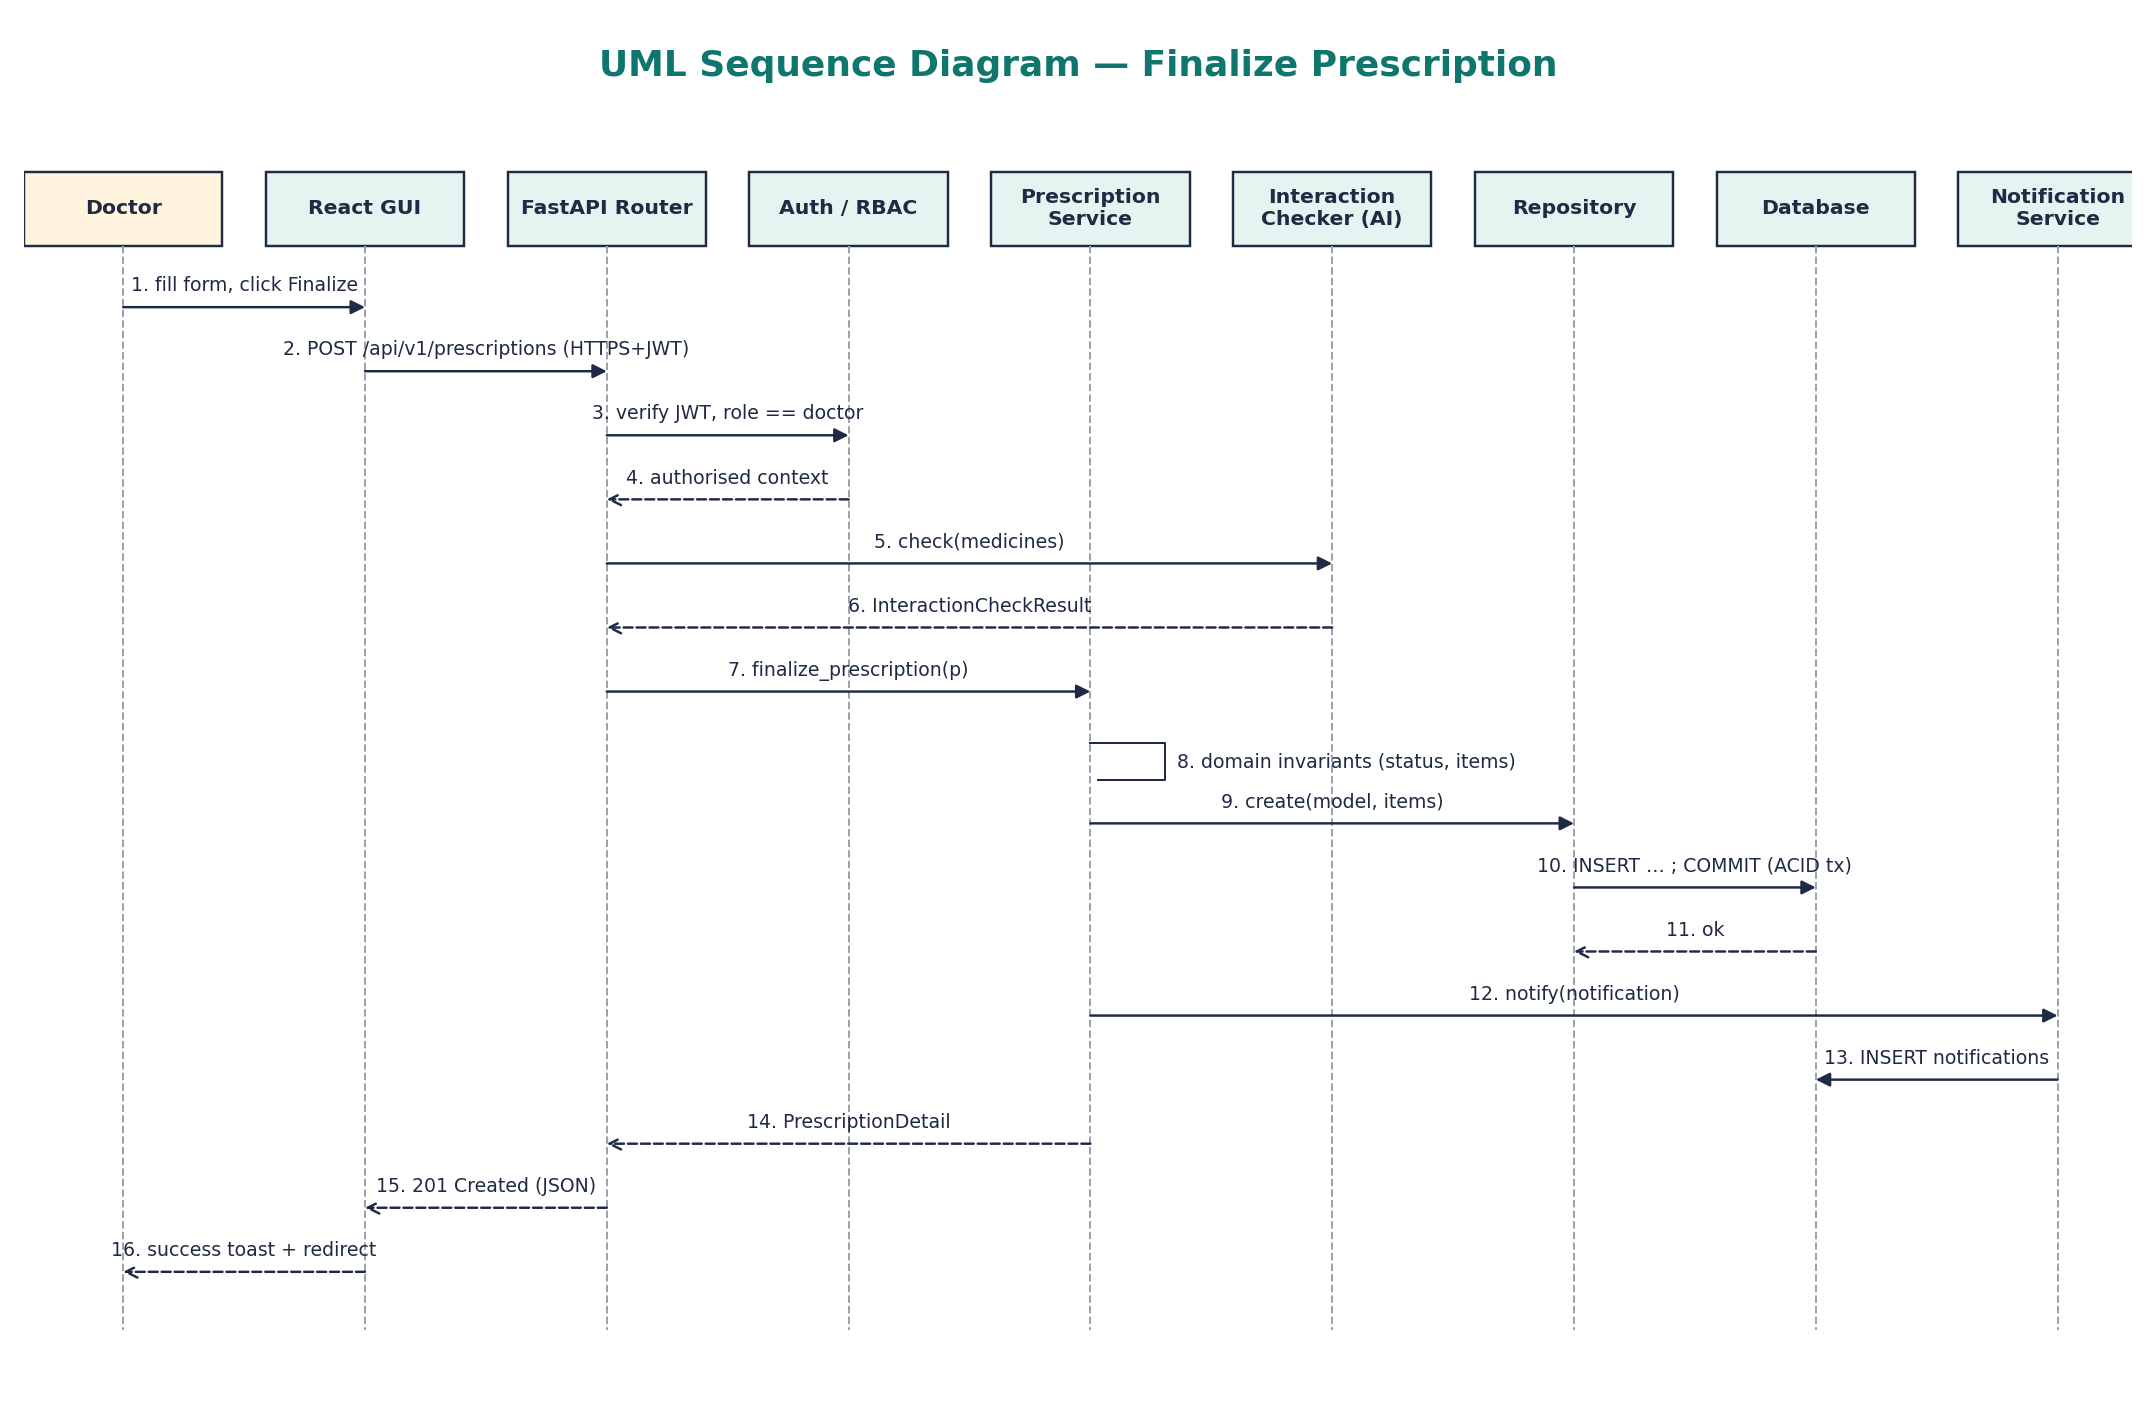 UML Sequence Diagram — Finalize Prescription
Doctor
React GUI
FastAPI Router
Auth / RBAC
Prescription
Service
Interaction
Checker (AI)
Repository
Database
Notification
Service
1. fill form, click Finalize
2. POST /api/v1/prescriptions (HTTPS+JWT)
3. verify JWT, role == doctor
4. authorised context
5. check(medicines)
6. InteractionCheckResult
7. finalize_prescription(p)
8. domain invariants (status, items)
9. create(model, items)
10. INSERT ... ; COMMIT (ACID tx)
11. ok
12. notify(notification)
13. INSERT notifications
14. PrescriptionDetail
15. 201 Created (JSON)
16. success toast + redirect